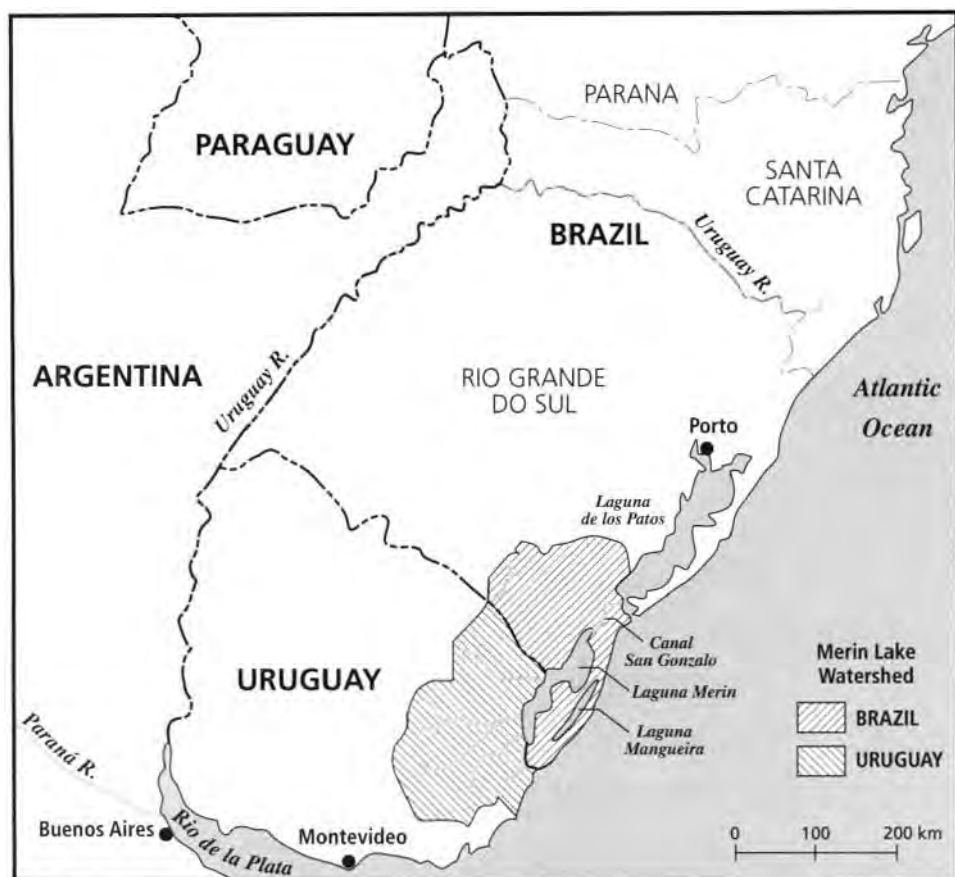 PARANA
PARAGUAY
SANTA
CATARINA
BRAZIL
Uruguay R.
ARGENTINA
Uruguay R.
RIO GRANDE
DO SUL
Atlantic
Ocean
Porto
Laguna
de los Patos
Canal
San Gonzalo
URUGUAY
Laguna Merin
Laguna
Mangueira
Merin Lake
Watershed
BRAZIL
URUGUAY
Paraná R.
Buenos Aires
Rio de la Plata
Montevideo
0 100 200 km